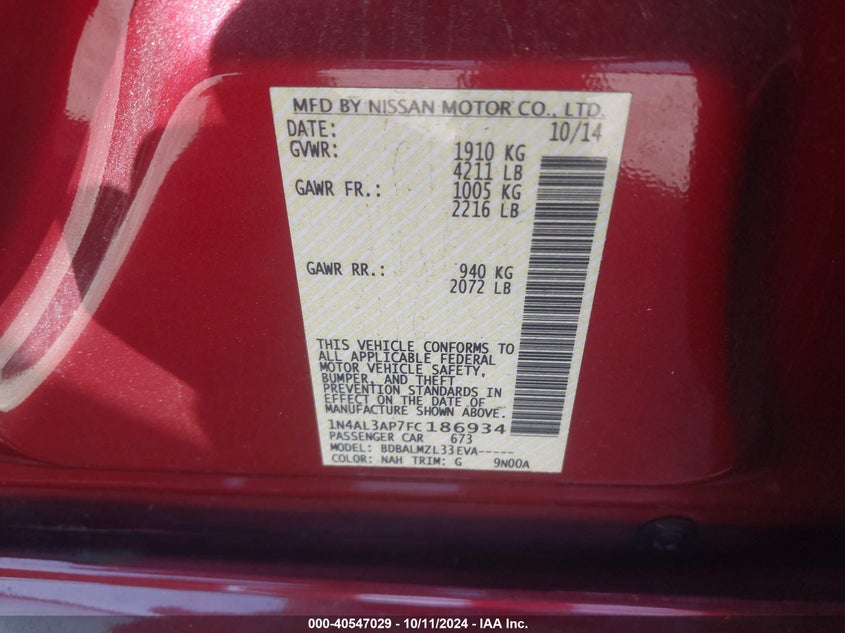 MFD BY NISSAN MOTOR CO., LTD.
DATE: 10/14
GVWR: 1910 KG
4211 LB
GAWR FR.: 1005 KG
2216 LB
GAWR RR.: 940 KG
2072 LB
THIS VEHICLE CONFORMS TO
ALL APPLICABLE FEDERAL
MOTOR VEHICLE SAFETY,
BUMPER, AND THEFT
PREVENTION STANDARDS IN
EFFECT ON THE DATE OF
MANUFACTURE SHOWN ABOVE.
1N4AL3AP7FC186934
PASSENGER CAR 673
MODEL: BDBALMZL33EVA-----
COLOR: NAH TRIM: G 9N00A
000-40547029 - 10/11/2024 - IAA Inc.